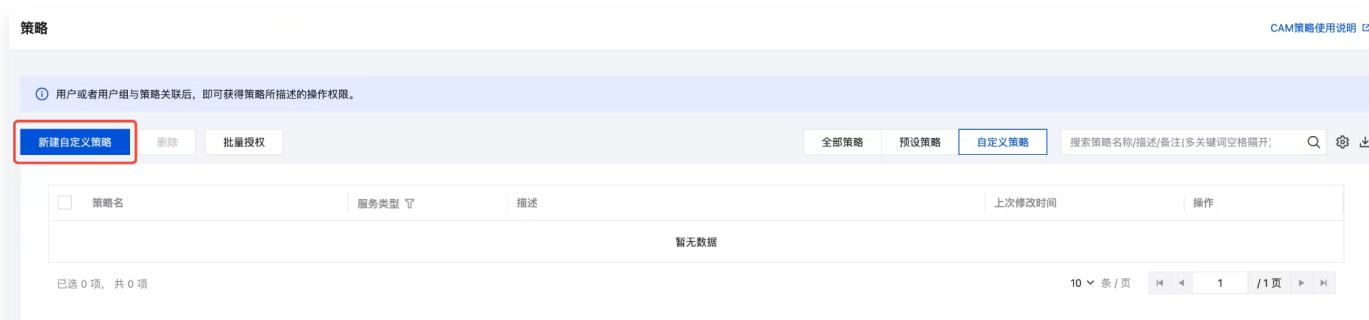 策略 CAM策略使用说明
用户或者用户组与策略关联后，即可获得策略所描述的操作权限。
新建自定义策略 删除 批量授权 全部策略 预设策略 自定义策略 搜索策略名称/描述/备注(多关键词空格隔开)
策略名 服务类型 描述 上次修改时间 操作
暂无数据
已选 0 项，共 0 项 10 条 / 页 1 / 1 页